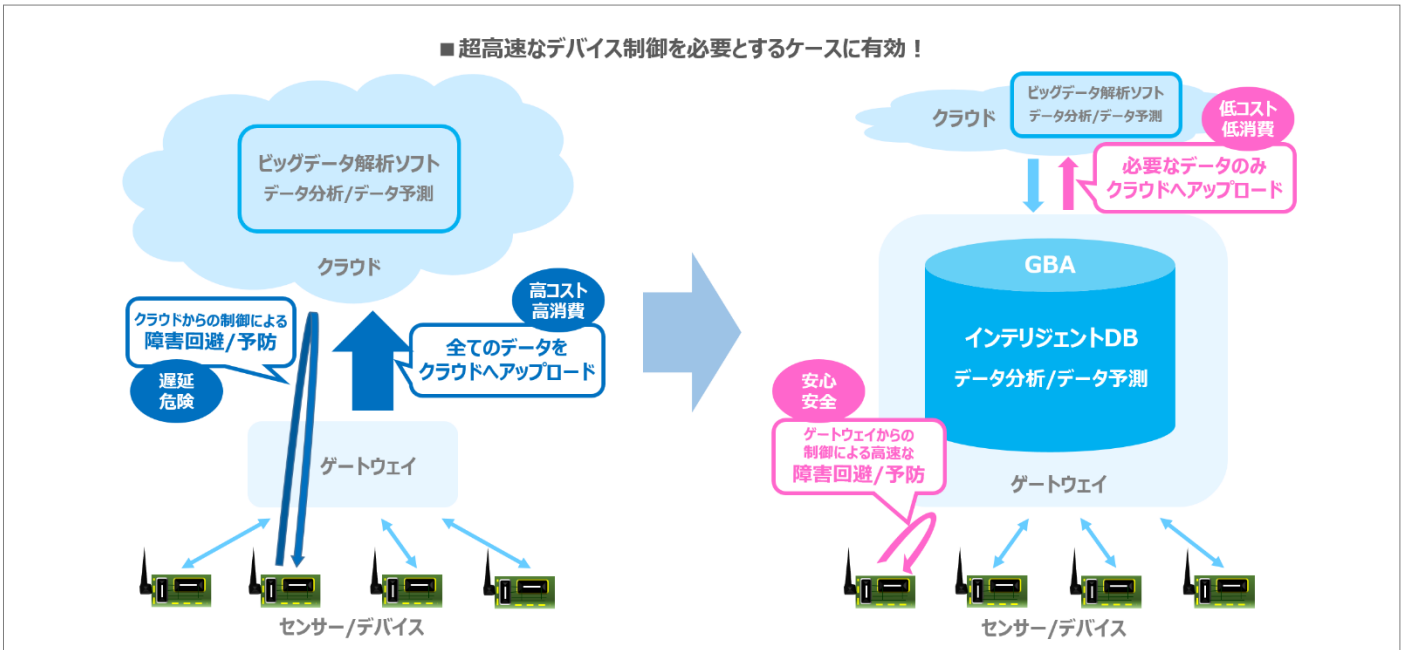 ■超高速なデバイス制御を必要とするケースに有効！
ビッグデータ解析ソフト
データ分析/データ予測
クラウド
クラウドからの制御による
障害回避/予防
遅延
危険
高コスト
高消費
全てのデータを
クラウドへアップロード
ゲートウェイ
センサー/デバイス
クラウド
ビッグデータ解析ソフト
データ分析/データ予測
低コスト
低消費
必要なデータのみ
クラウドへアップロード
GBA
インテリジェントDB
データ分析/データ予測
安心
安全
ゲートウェイからの
制御による高速な
障害回避/予防
ゲートウェイ
センサー/デバイス